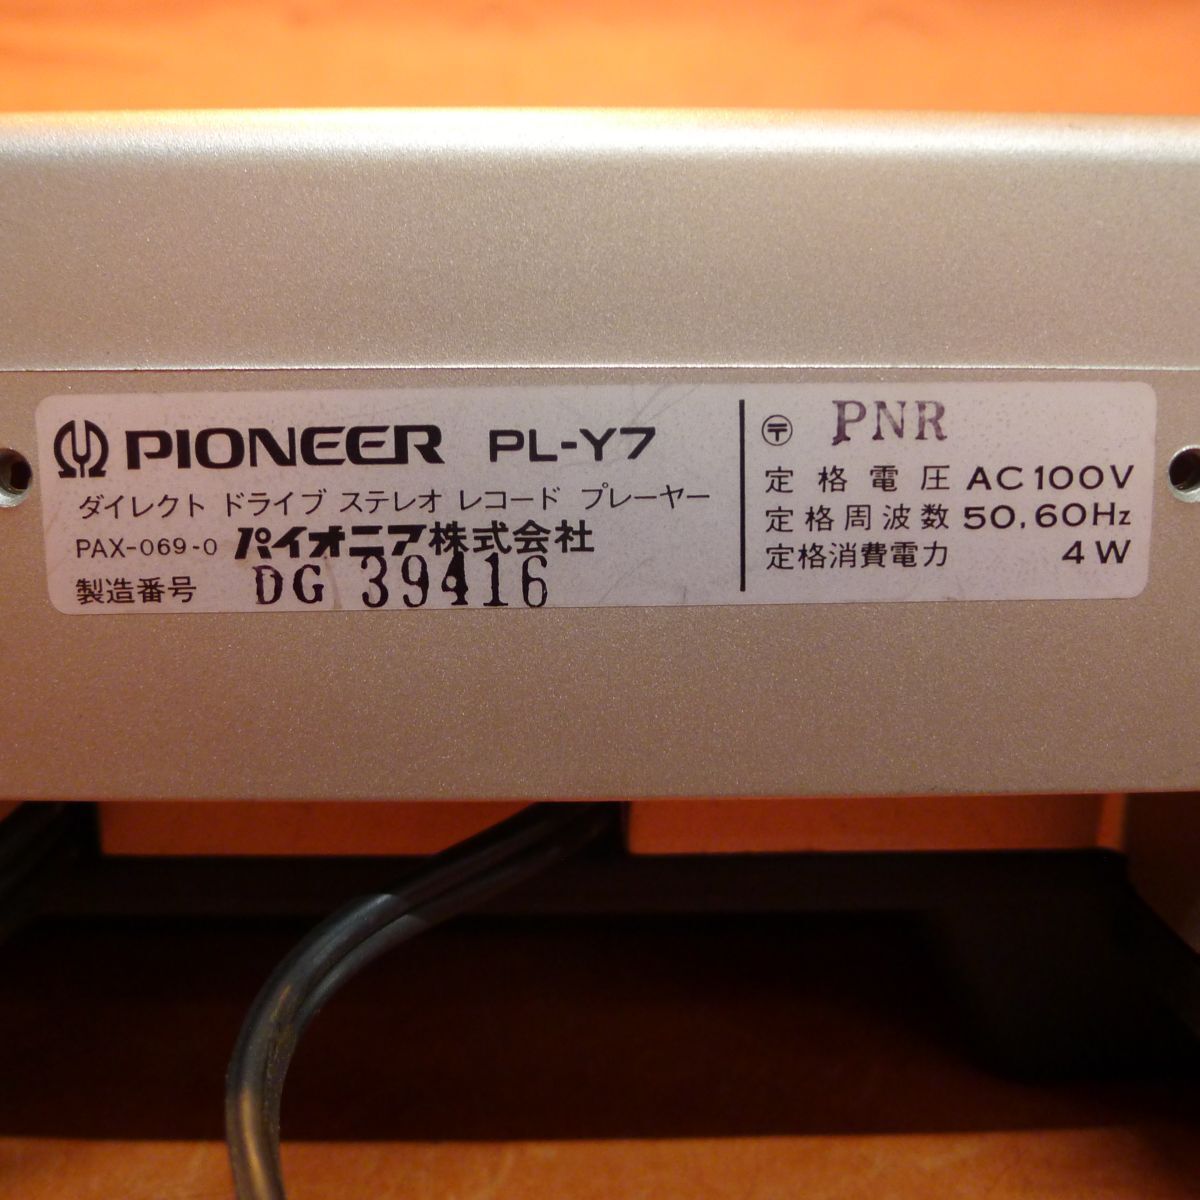 PIONEER PL-Y7
ダイレクト ドライブ ステレオ レコード プレーヤー
PAX-069-0 パイオニア株式会社
製造番号 DG 39416
〒 PNR
定格電圧 AC100V
定格周波数 50,60Hz
定格消費電力 4W